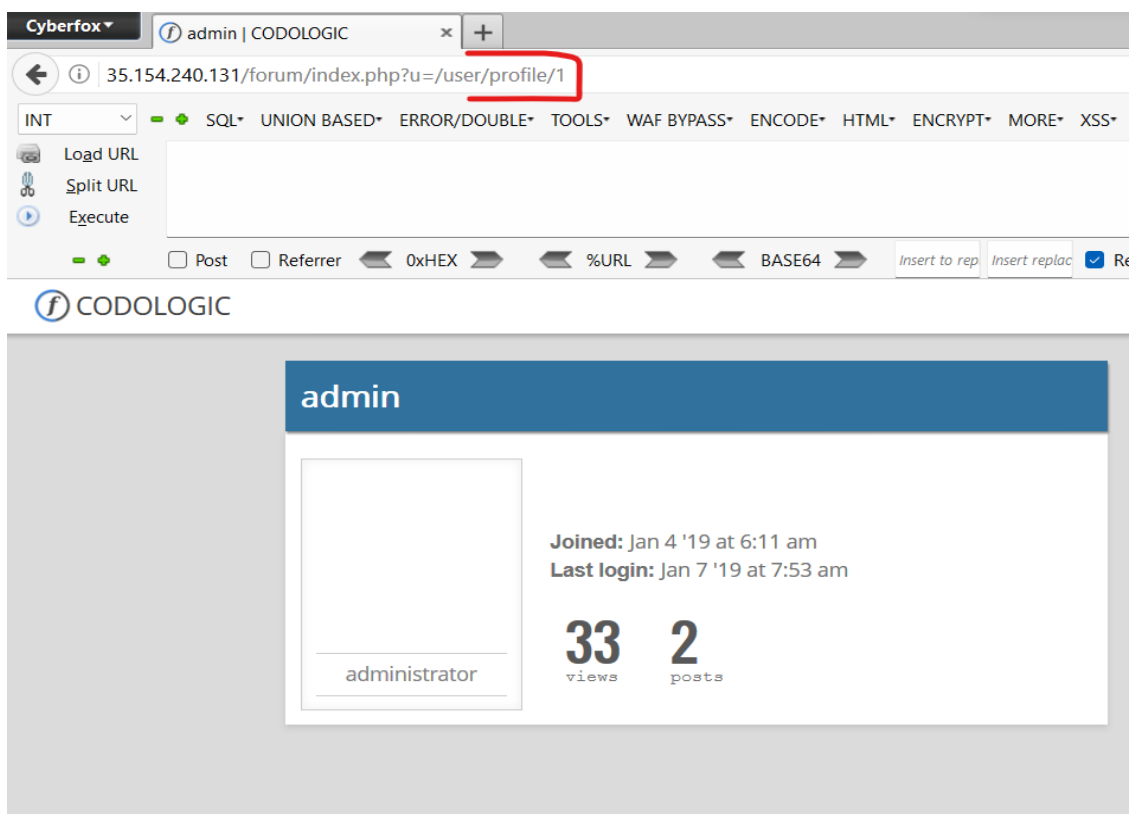 Cyberfox
admin | CODOLOGIC × +
35.154.240.131/forum/index.php?u=/user/profile/1
INT SQL UNION BASED ERROR/DOUBLE TOOLS WAF BYPASS ENCODE HTML ENCRYPT MORE XSS
Load URL
Split URL
Execute
Post Referrer 0xHEX %URL BASE64 Insert to rep Insert replac Re
CODOLOGIC
admin
Joined: Jan 4 '19 at 6:11 am
Last login: Jan 7 '19 at 7:53 am
33 2
views posts
administrator